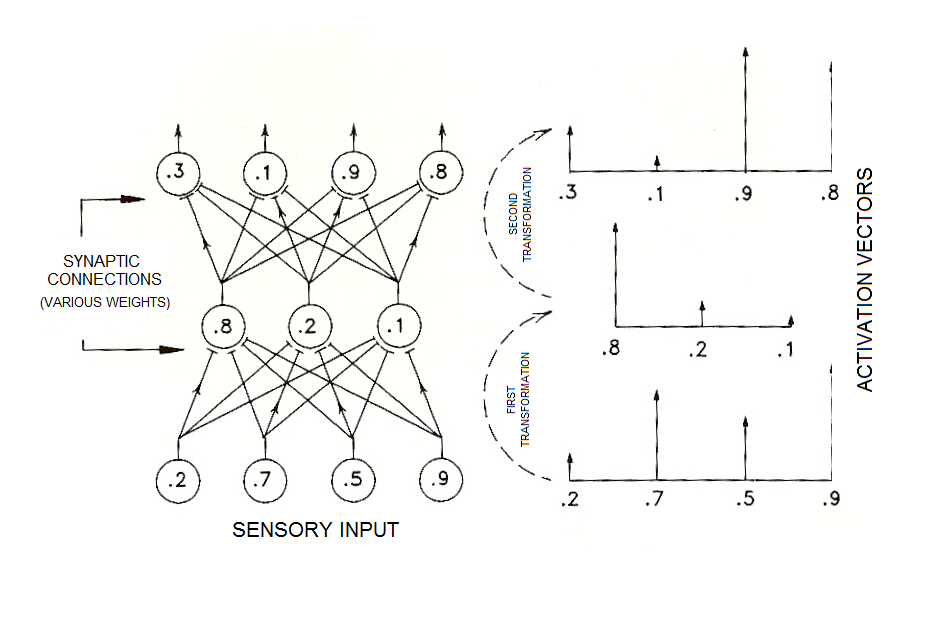 .3 .1 .9 .8
SYNAPTIC
CONNECTIONS
(VARIOUS WEIGHTS)
.8 .2 .1
.2 .7 .5 .9
SENSORY INPUT
SECOND
TRANSFORMATION
FIRST
TRANSFORMATION
.3 .1 .9 .8
.8 .2 .1
.2 .7 .5 .9
ACTIVATION VECTORS